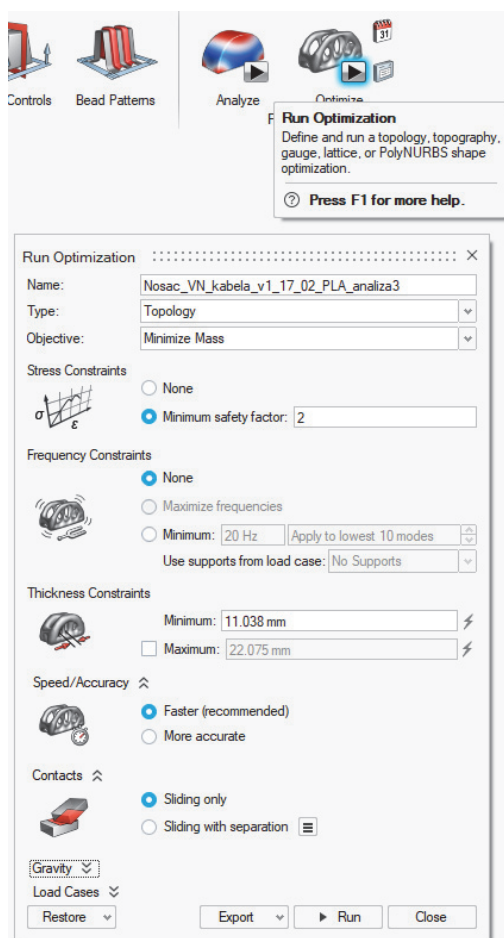 Controls Bead Patterns Analyze Optimize
31
Run Optimization
Define and run a topology, topography,
gauge, lattice, or PolyNURBS shape
optimization.
? Press F1 for more help.
Run Optimization
Name: Nosac_VN_kabela_v1_17_02_PLA_analiza3
Type: Topology
Objective: Minimize Mass
Stress Constraints
None
σ ε Minimum safety factor: 2
Frequency Constraints
None
Maximize frequencies
Minimum: 20 Hz Apply to lowest 10 modes
Use supports from load case: No Supports
Thickness Constraints
Minimum: 11.038 mm
Maximum: 22.075 mm
Speed/Accuracy
Faster (recommended)
More accurate
Contacts
Sliding only
Sliding with separation
Gravity
Load Cases
Restore Export Run Close